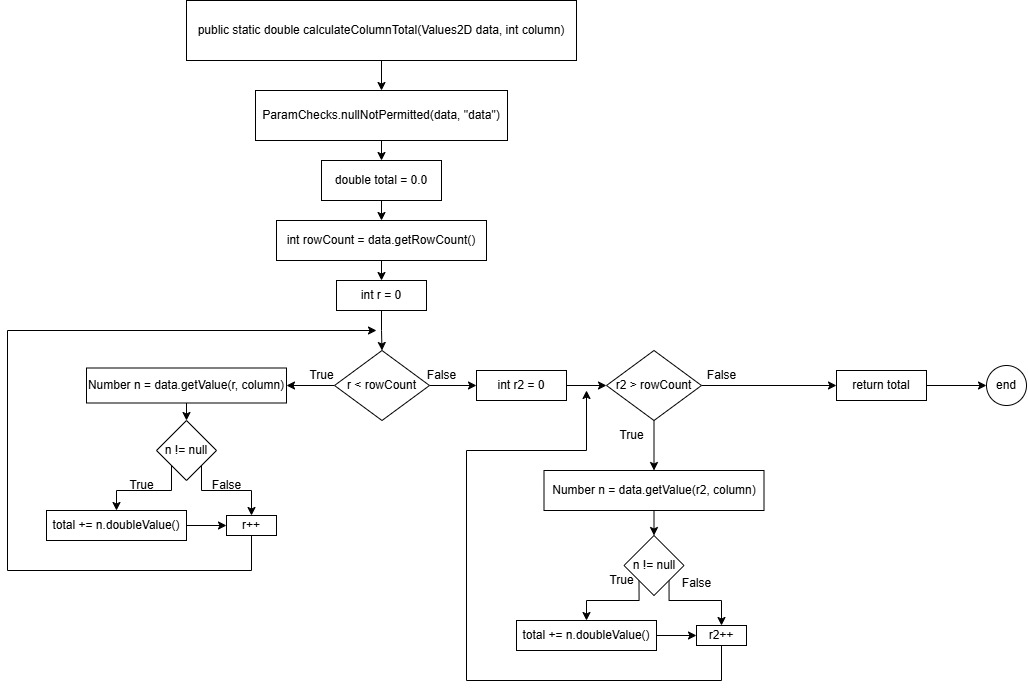 public static double calculateColumnTotal(Values2D data, int column)
ParamChecks.nullNotPermitted(data, "data")
double total = 0.0
int rowCount = data.getRowCount()
int r = 0
r < rowCount
True
False
Number n = data.getValue(r, column)
n != null
True
False
total += n.doubleValue()
r++
int r2 = 0
r2 > rowCount
False
True
return total
end
Number n = data.getValue(r2, column)
n != null
True
False
total += n.doubleValue()
r2++